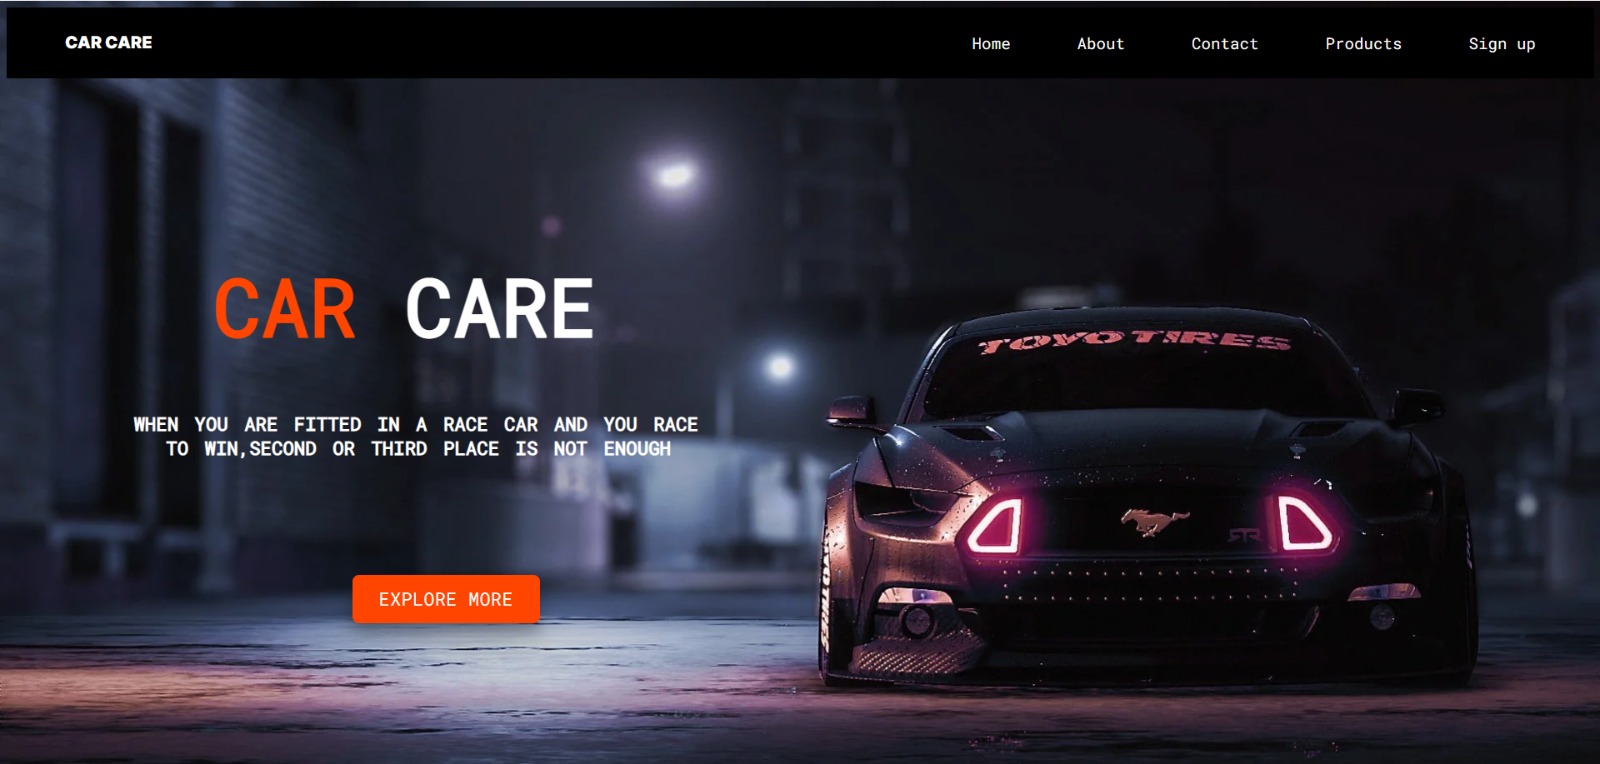 CAR CARE
Home
About
Contact
Products
Sign up
CAR CARE
WHEN YOU ARE FITTED IN A RACE CAR AND YOU RACE
TO WIN,SECOND OR THIRD PLACE IS NOT ENOUGH
TOYO TIRES
EXPLORE MORE